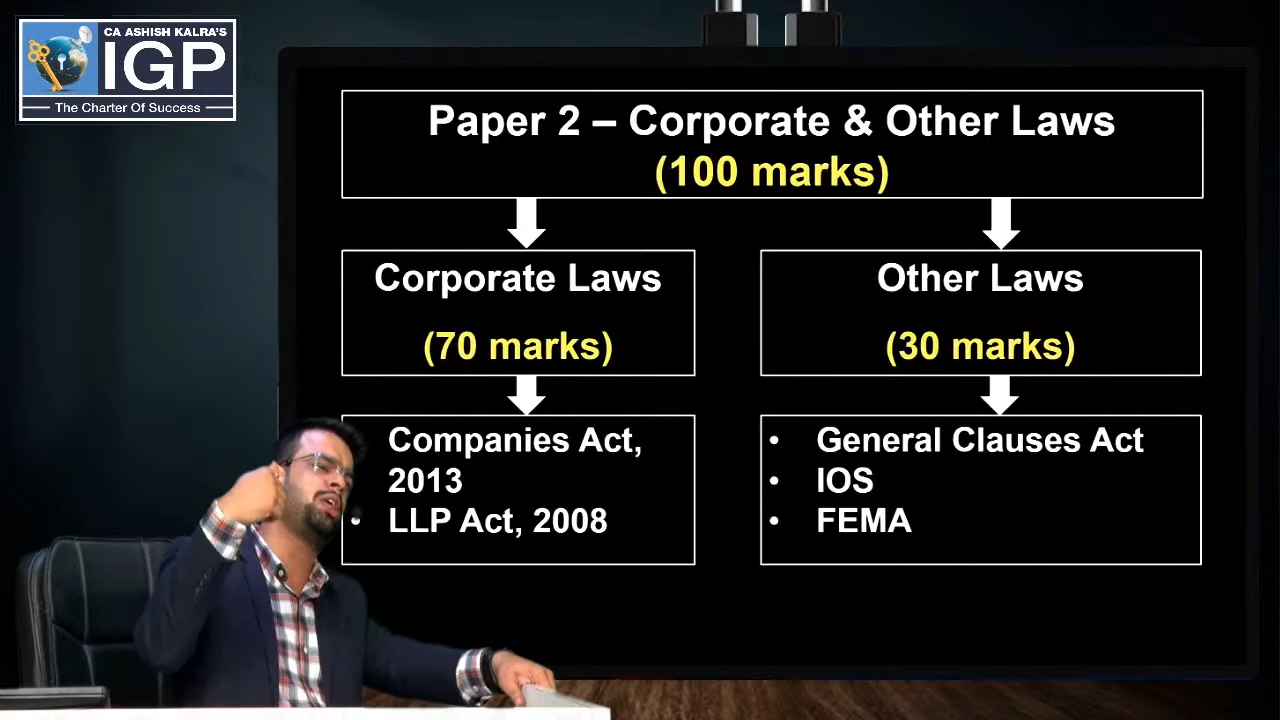 CA ASHISH KALRA'S
IGP
The Charter Of Success
Paper 2 – Corporate & Other Laws
(100 marks)
Corporate Laws
(70 marks)
Other Laws
(30 marks)
Companies Act,
2013
• LLP Act, 2008
• General Clauses Act
• IOS
• FEMA